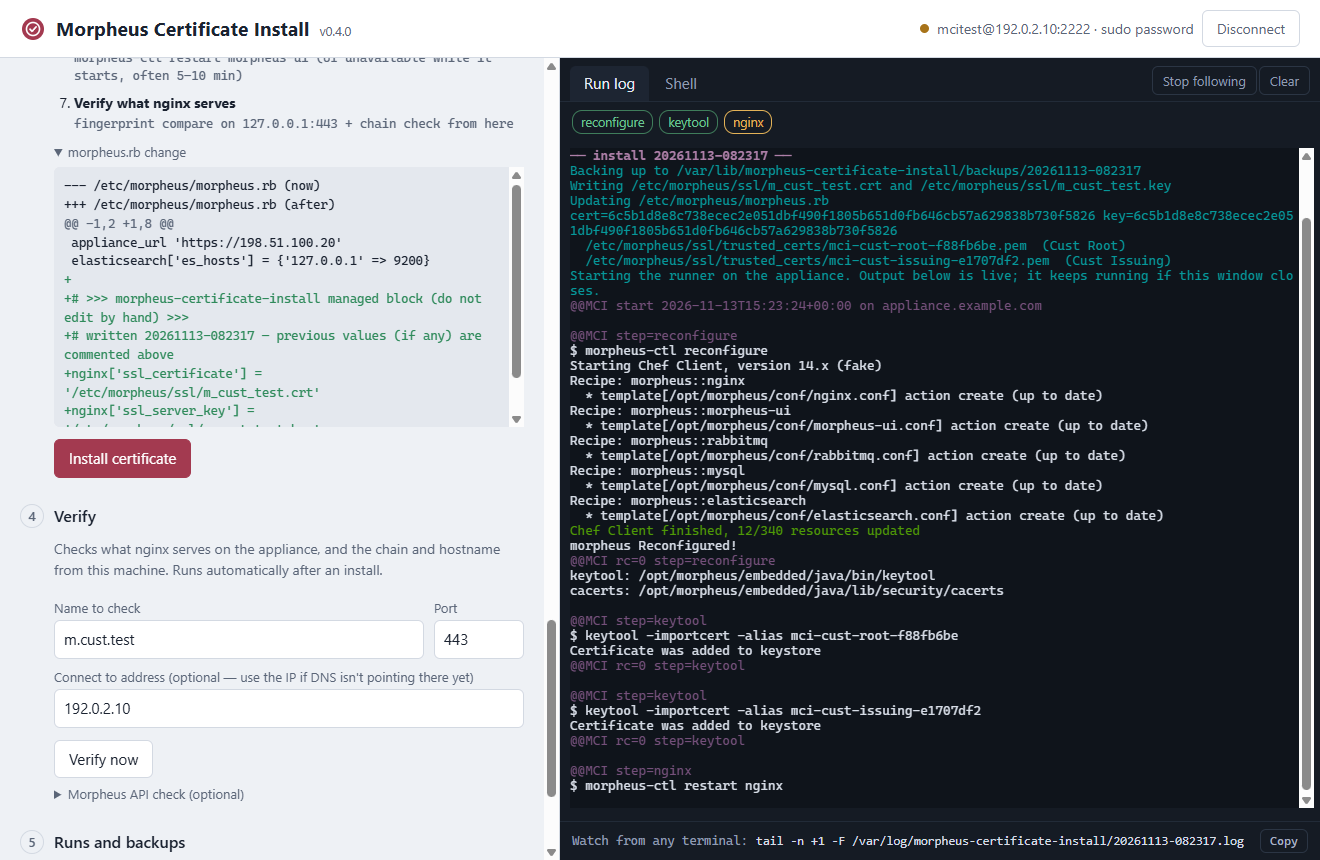 Morpheus Certificate Install v0.4.0
mcitest@192.0.2.10:2222 · sudo password
Disconnect
starts, often 5–10 min)
7. Verify what nginx serves
fingerprint compare on 127.0.0.1:443 + chain check from here
▼ morpheus.rb change
--- /etc/morpheus/morpheus.rb (now)
+++ /etc/morpheus/morpheus.rb (after)
@@ -1,2 +1,8 @@
appliance_url 'https://198.51.100.20'
elasticsearch['es_hosts'] = {'127.0.0.1' => 9200}
+
+# >>> morpheus-certificate-install managed block (do not
edit by hand) >>>
+# written 20261113-082317 — previous values (if any) are
commented above
+nginx['ssl_certificate'] =
'/etc/morpheus/ssl/m_cust_test.crt'
+nginx['ssl_server_key'] =
Install certificate
4 Verify
Checks what nginx serves on the appliance, and the chain and hostname
from this machine. Runs automatically after an install.
Name to check
Port
m.cust.test
443
Connect to address (optional — use the IP if DNS isn't pointing there yet)
192.0.2.10
Verify now
▶ Morpheus API check (optional)
5 Runs and backups
Run log
Shell
Stop following
Clear
reconfigure
keytool
nginx
── install 20261113-082317 ──
Backing up to /var/lib/morpheus-certificate-install/backups/20261113-082317
Writing /etc/morpheus/ssl/m_cust_test.crt and /etc/morpheus/ssl/m_cust_test.key
Updating /etc/morpheus/morpheus.rb
cert=6c5b1d8e8c738ecec2e051dbf490f1805b651d0fb646cb57a629838b730f5826 key=6c5b1d8e8c738ecec2e05
1dbf490f1805b651d0fb646cb57a629838b730f5826
/etc/morpheus/ssl/trusted_certs/mci-cust-root-f88fb6be.pem (Cust Root)
/etc/morpheus/ssl/trusted_certs/mci-cust-issuing-e1707df2.pem (Cust Issuing)
Starting the runner on the appliance. Output below is live; it keeps running if this window clo
ses.
@@MCI start 2026-11-13T15:23:24+00:00 on appliance.example.com
@@MCI step=reconfigure
$ morpheus-ctl reconfigure
Starting Chef Client, version 14.x (fake)
Recipe: morpheus::nginx
* template[/opt/morpheus/conf/nginx.conf] action create (up to date)
Recipe: morpheus::morpheus-ui
* template[/opt/morpheus/conf/morpheus-ui.conf] action create (up to date)
Recipe: morpheus::rabbitmq
* template[/opt/morpheus/conf/rabbitmq.conf] action create (up to date)
Recipe: morpheus::mysql
* template[/opt/morpheus/conf/mysql.conf] action create (up to date)
Recipe: morpheus::elasticsearch
* template[/opt/morpheus/conf/elasticsearch.conf] action create (up to date)
Chef Client finished, 12/340 resources updated
morpheus Reconfigured!
@@MCI rc=0 step=reconfigure
keytool: /opt/morpheus/embedded/java/bin/keytool
cacerts: /opt/morpheus/embedded/java/lib/security/cacerts
@@MCI step=keytool
$ keytool -importcert -alias mci-cust-root-f88fb6be
Certificate was added to keystore
@@MCI rc=0 step=keytool
@@MCI step=keytool
$ keytool -importcert -alias mci-cust-issuing-e1707df2
Certificate was added to keystore
@@MCI rc=0 step=keytool
@@MCI step=nginx
$ morpheus-ctl restart nginx
Watch from any terminal: tail -n +1 -F /var/log/morpheus-certificate-install/20261113-082317.log
Copy